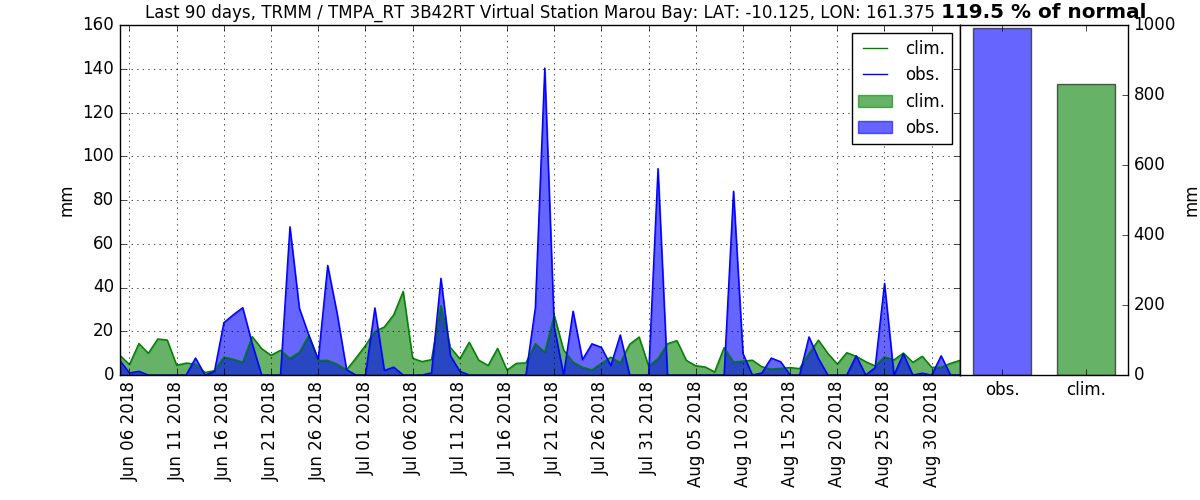 Last 90 days, TRMM / TMPA_RT 3B42RT Virtual Station Marou Bay: LAT: -10.125, LON: 161.375 119.5 % of normal
160
140
120
100
80
60
40
20
0
mm
clim.
obs.
clim.
obs.
Jun 06 2018
Jun 11 2018
Jun 16 2018
Jun 21 2018
Jun 26 2018
Jul 01 2018
Jul 06 2018
Jul 11 2018
Jul 16 2018
Jul 21 2018
Jul 26 2018
Jul 31 2018
Aug 05 2018
Aug 10 2018
Aug 15 2018
Aug 20 2018
Aug 25 2018
Aug 30 2018
1000
800
600
400
200
0
mm
obs.
clim.